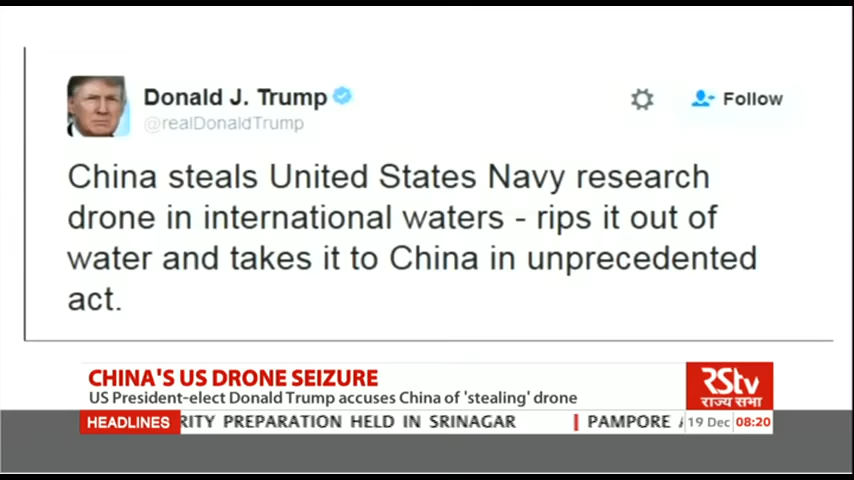 Donald J. Trump
@realDonaldTrump
Follow
China steals United States Navy research
drone in international waters - rips it out of
water and takes it to China in unprecedented
act.
CHINA'S US DRONE SEIZURE
US President-elect Donald Trump accuses China of 'stealing' drone
RStv
राज्य सभा
HEADLINES RITY PREPARATION HELD IN SRINAGAR | PAMPORE 19 Dec 08:20